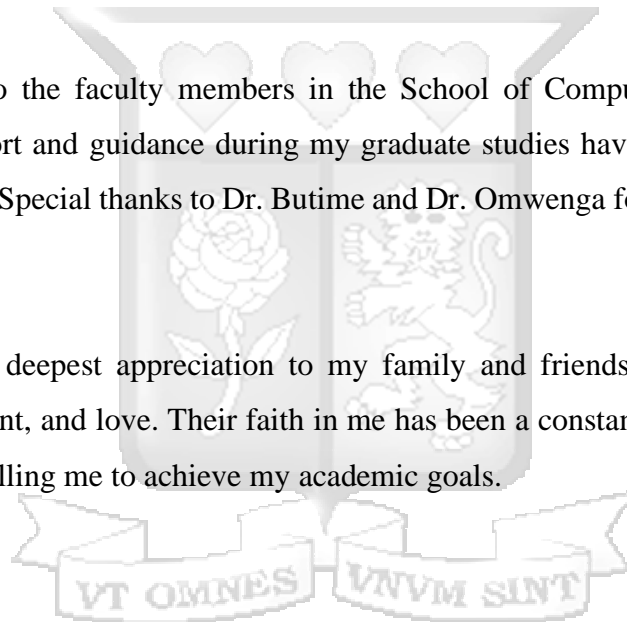 o the faculty members in the School of Compu
ort and guidance during my graduate studies hav
Special thanks to Dr. Butime and Dr. Omwenga fo
deepest appreciation to my family and friends
nt, and love. Their faith in me has been a constan
lling me to achieve my academic goals.
VT OMNES VNVM SINT